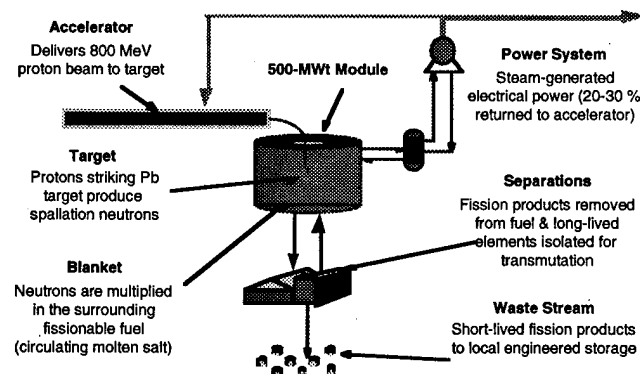 Accelerator
Delivers 800 MeV
proton beam to target
500-MWt Module
Power System
Steam-generated
electrical power (20-30 %
returned to accelerator)
Target
Protons striking Pb
target produce
spallation neutrons
Separations
Fission products removed
from fuel & long-lived
elements isolated for
transmutation
Blanket
Neutrons are multiplied
in the surrounding
fissionable fuel
(circulating molten salt)
Waste Stream
Short-lived fission products
to local engineered storage